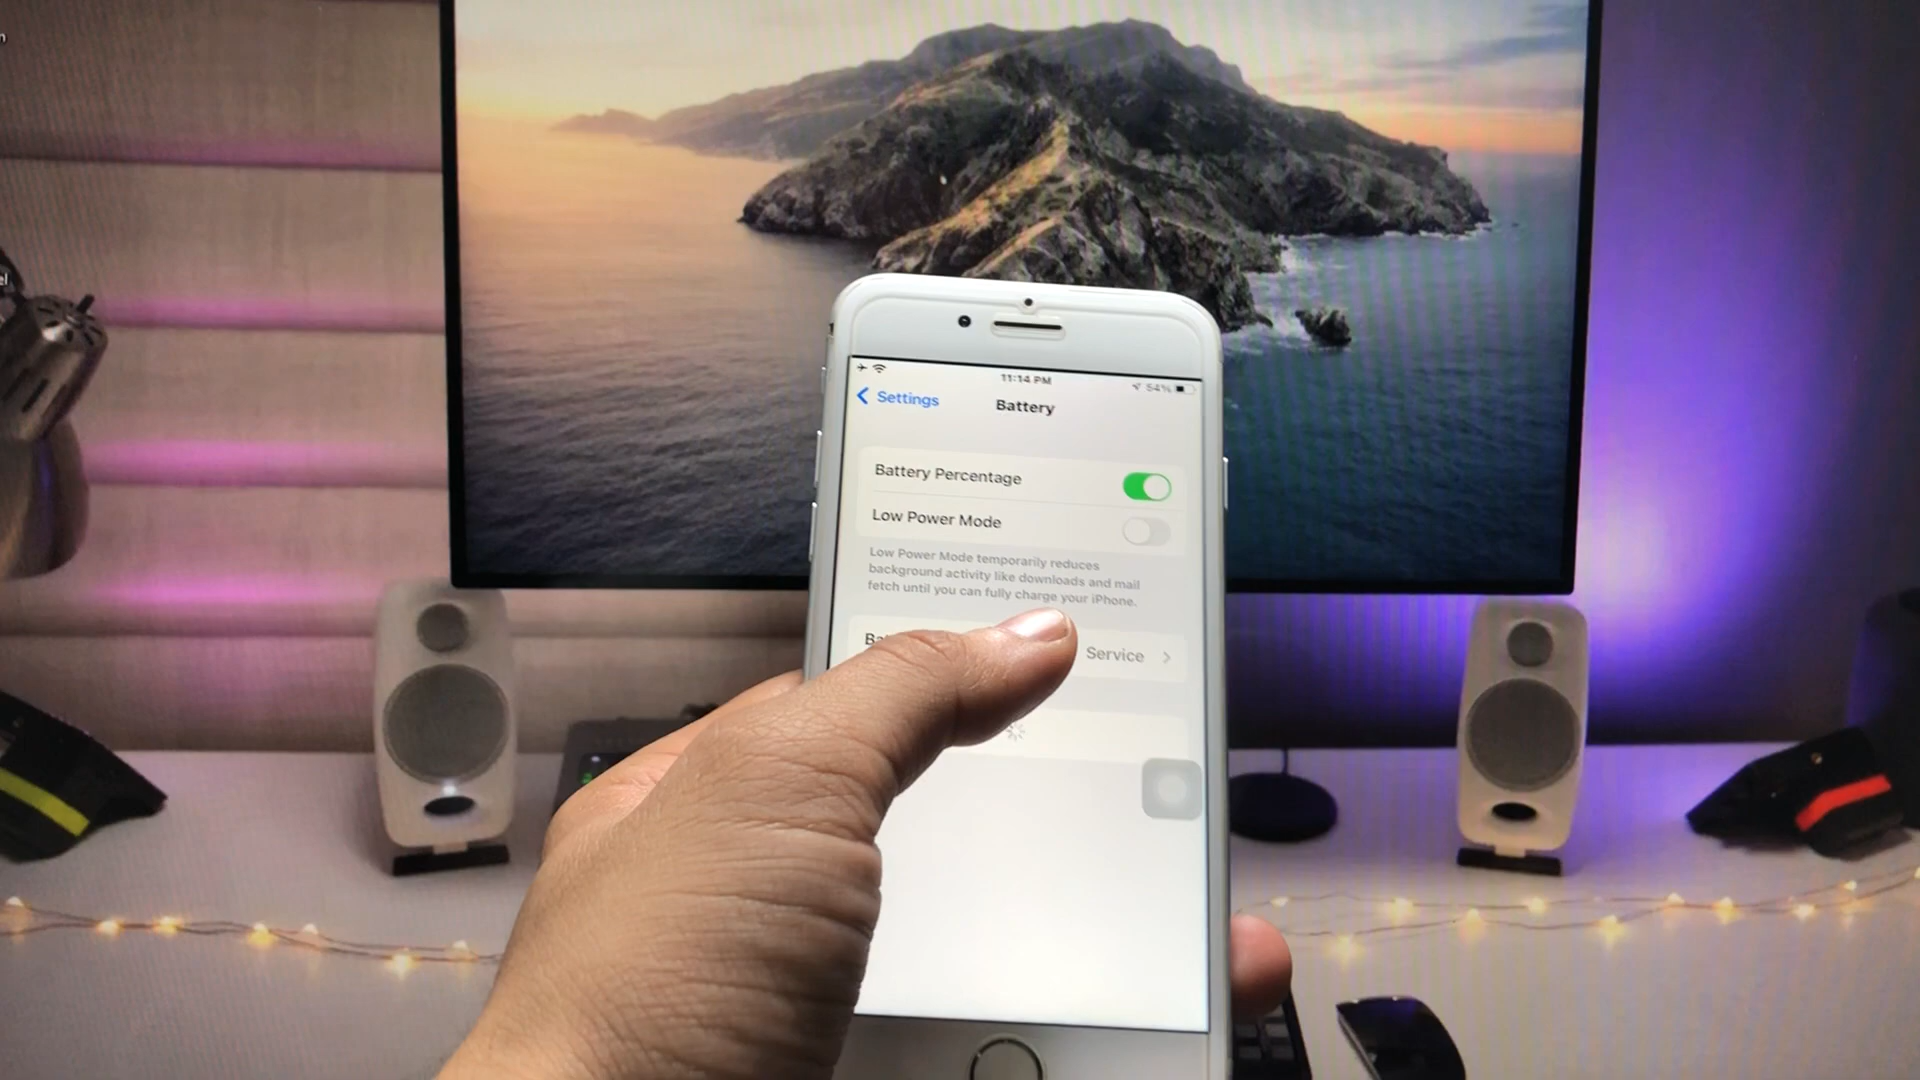 11:14 PM
54%
Settings
Battery
Battery Percentage
Low Power Mode
Low Power Mode temporarily reduces
background activity like downloads and mail
fetch until you can fully charge your iPhone.
Service